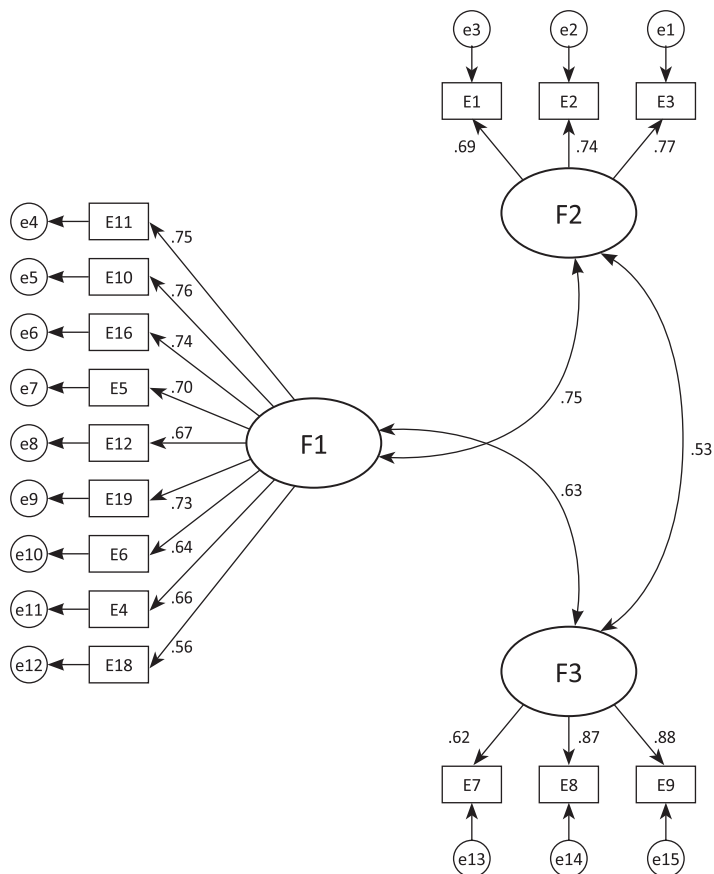 e3 e2 e1
E1 E2 E3
.69 .74 .77
F2
e4 E11 .75
e5 E10 .76
e6 E16 .74
e7 E5 .70
e8 E12 .67
e9 E19 .73
e10 E6 .64
e11 E4 .66
e12 E18 .56
F1
.75
.53
.63
F3
.62 .87 .88
E7 E8 E9
e13 e14 e15